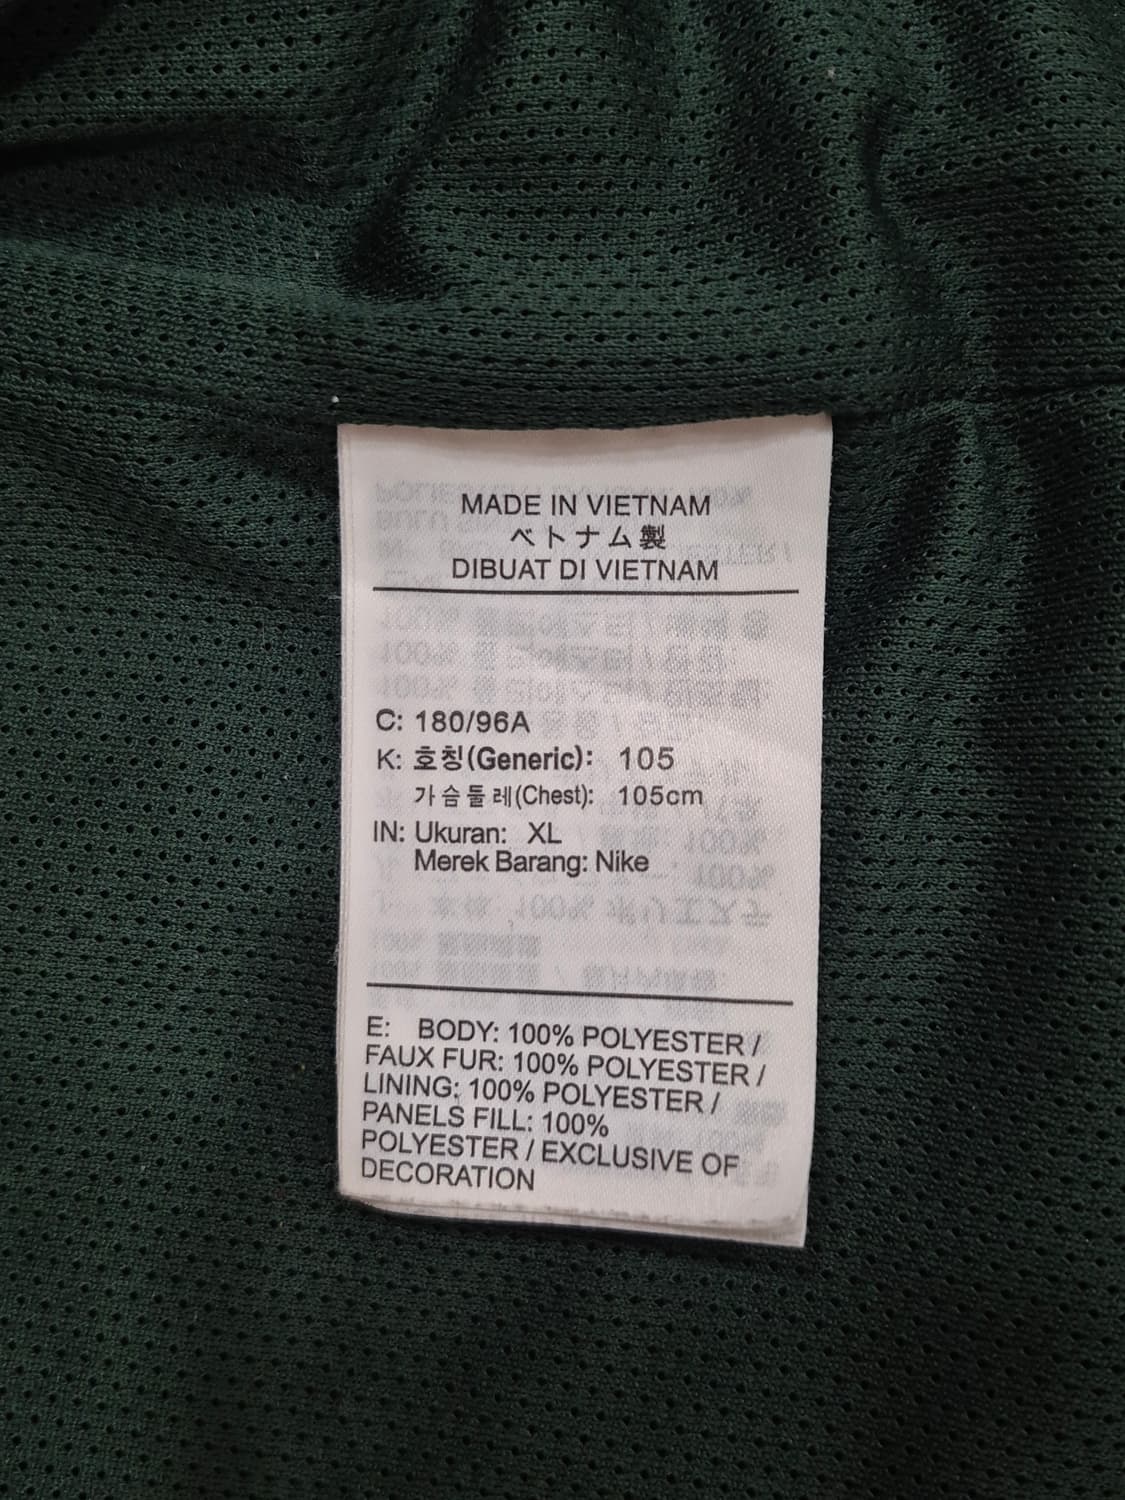 MADE IN VIETNAM
ベトナム製
DIBUAT DI VIETNAM
C: 180/96A
K: 호칭(Generic): 105
가슴둘레(Chest): 105cm
IN: Ukuran: XL
Merek Barang: Nike
E: BODY: 100% POLYESTER /
FAUX FUR: 100% POLYESTER /
LINING: 100% POLYESTER /
PANELS FILL: 100%
POLYESTER / EXCLUSIVE OF
DECORATION